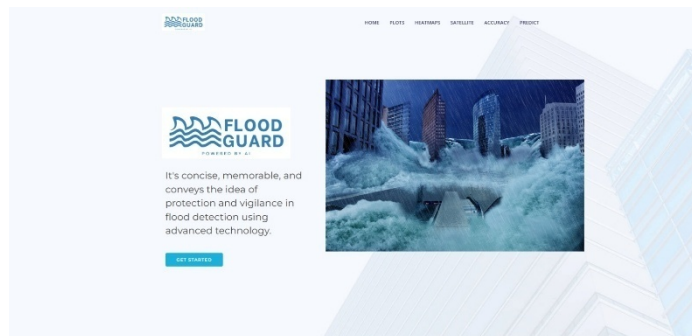 FLOOD
GUARD
HOME PLOTS HEATMAPS SATELLITE ACCURACY PREDICT
FLOOD
GUARD
POWERED BY AI
It's concise, memorable, and
conveys the idea of
protection and vigilance in
flood detection using
advanced technology.
GET STARTED